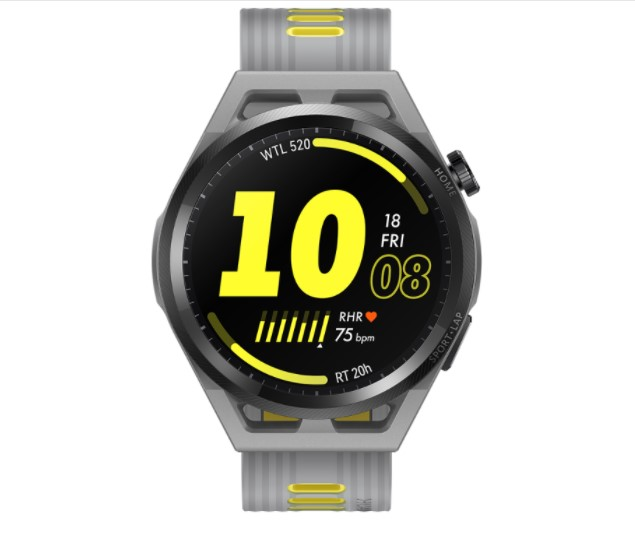 WTL 520
10
18
FRI
08
RHR
75 bpm
RT 20h
HOME
SPORT•LAP